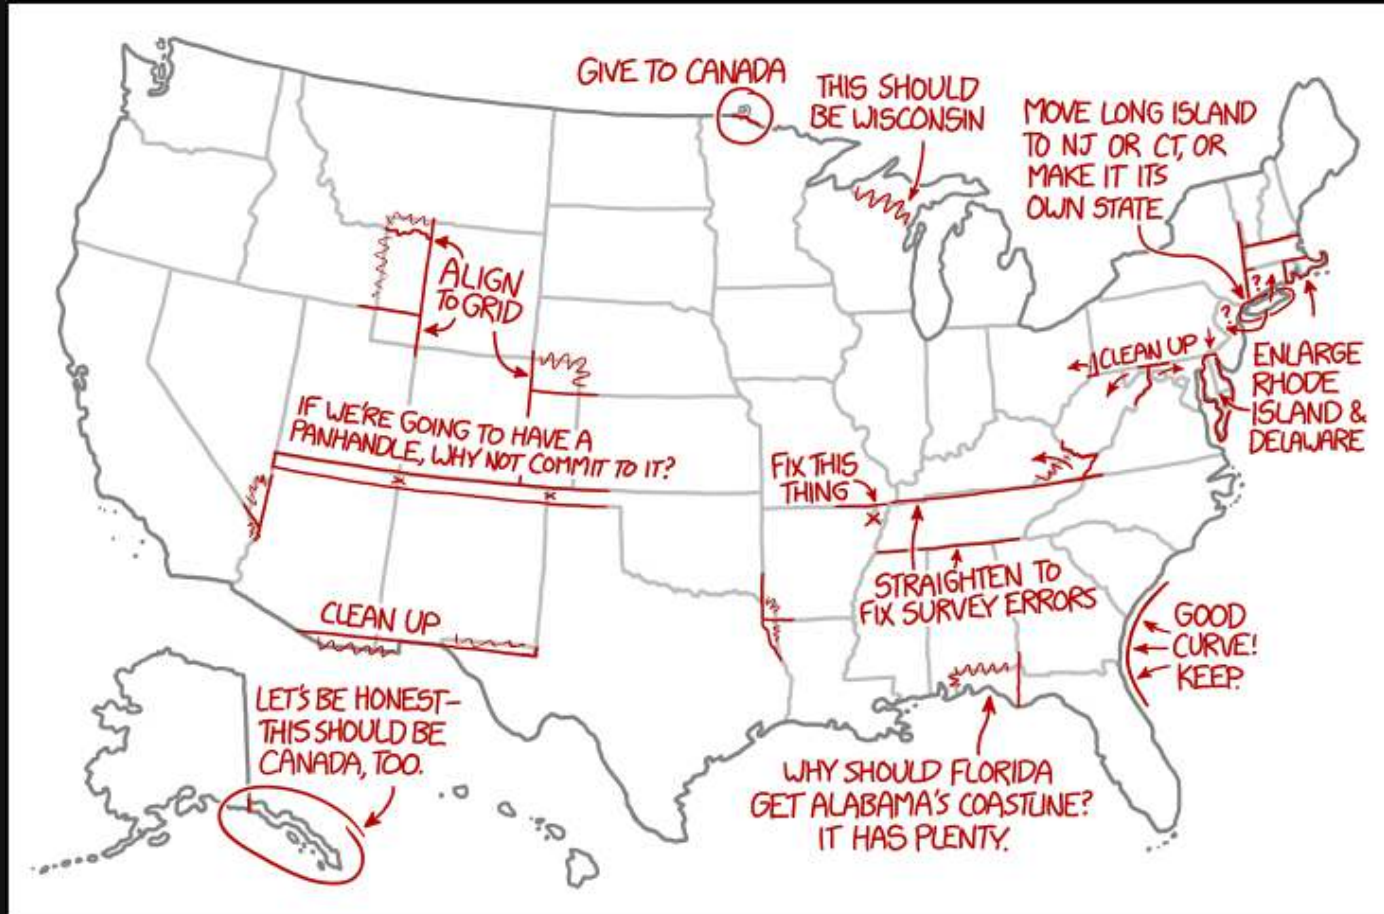 GIVE TO CANADA
THIS SHOULD
BE WISCONSIN
MOVE LONG ISLAND
TO NJ OR CT, OR
MAKE IT ITS
OWN STATE
ALIGN
TO GRID
?
?
CLEAN UP
ENLARGE
RHODE
ISLAND &
DELAWARE
IF WE'RE GOING TO HAVE A
PANHANDLE, WHY NOT COMMIT TO IT?
FIX THIS
THING
STRAIGHTEN TO
FIX SURVEY ERRORS
GOOD
CURVE!
KEEP.
CLEAN UP
LET'S BE HONEST—
THIS SHOULD BE
CANADA, TOO.
WHY SHOULD FLORIDA
GET ALABAMA'S COASTLINE?
IT HAS PLENTY.